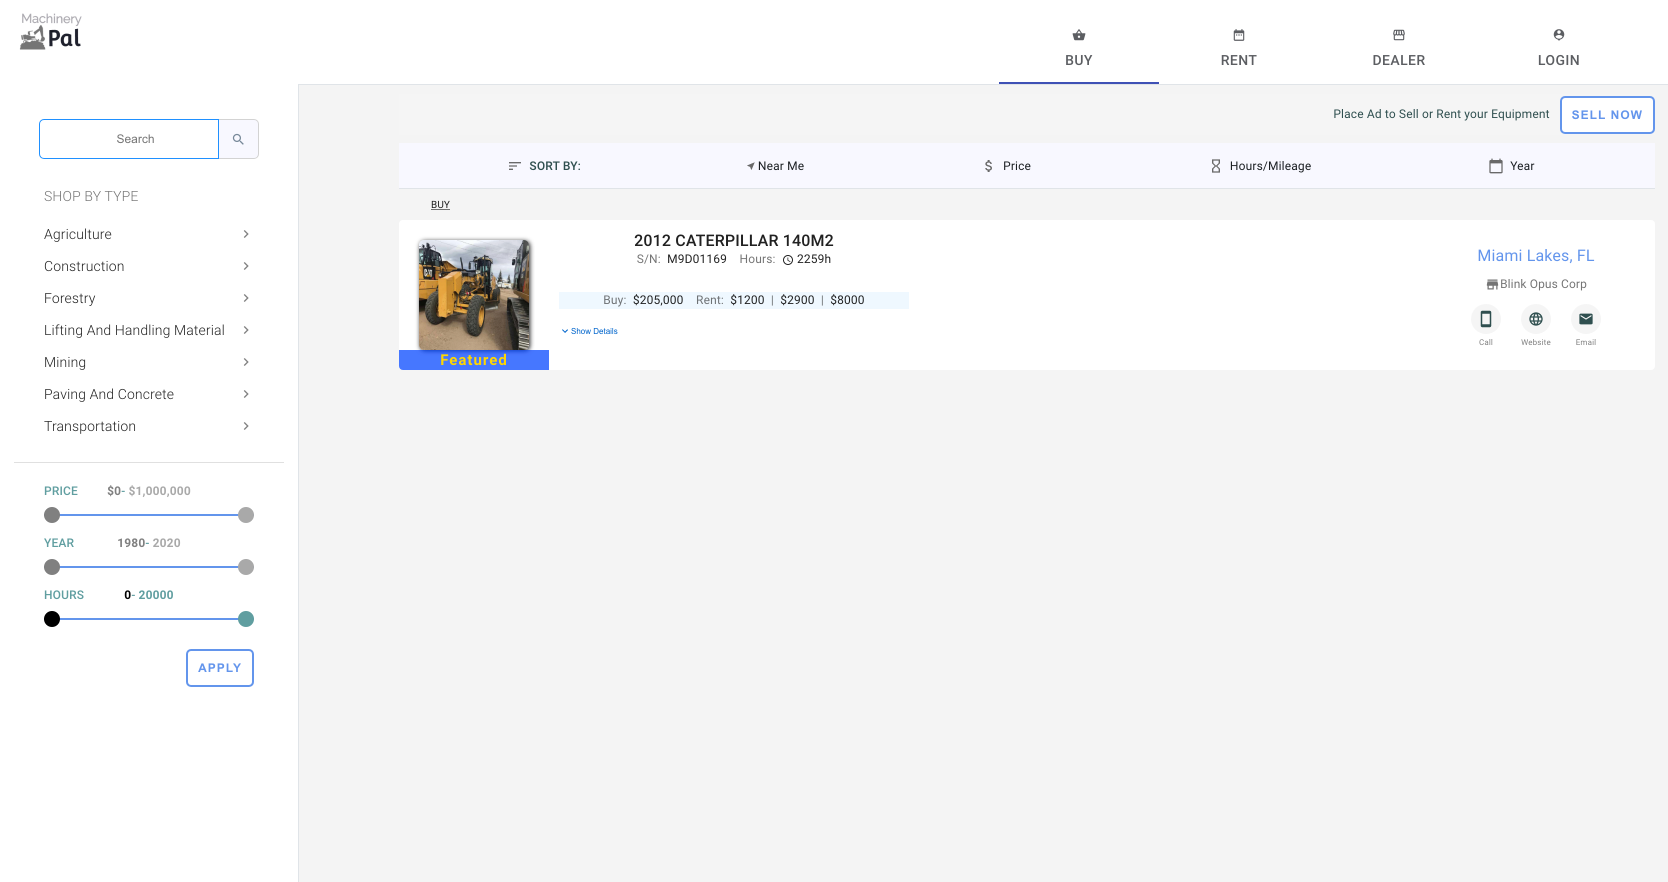 Machinery
Pal
BUY
RENT
DEALER
LOGIN
Place Ad to Sell or Rent your Equipment
SELL NOW
Search
SHOP BY TYPE
Agriculture
Construction
Forestry
Lifting And Handling Material
Mining
Paving And Concrete
Transportation
PRICE $0- $1,000,000
YEAR 1980- 2020
HOURS 0- 20000
APPLY
SORT BY: Near Me $ Price Hours/Mileage Year
BUY
2012 CATERPILLAR 140M2
S/N: M9D01169 Hours: 2259h
Buy: $205,000 Rent: $1200 | $2900 | $8000
Show Details
CAT
Featured
Miami Lakes, FL
Blink Opus Corp
Call Website Email